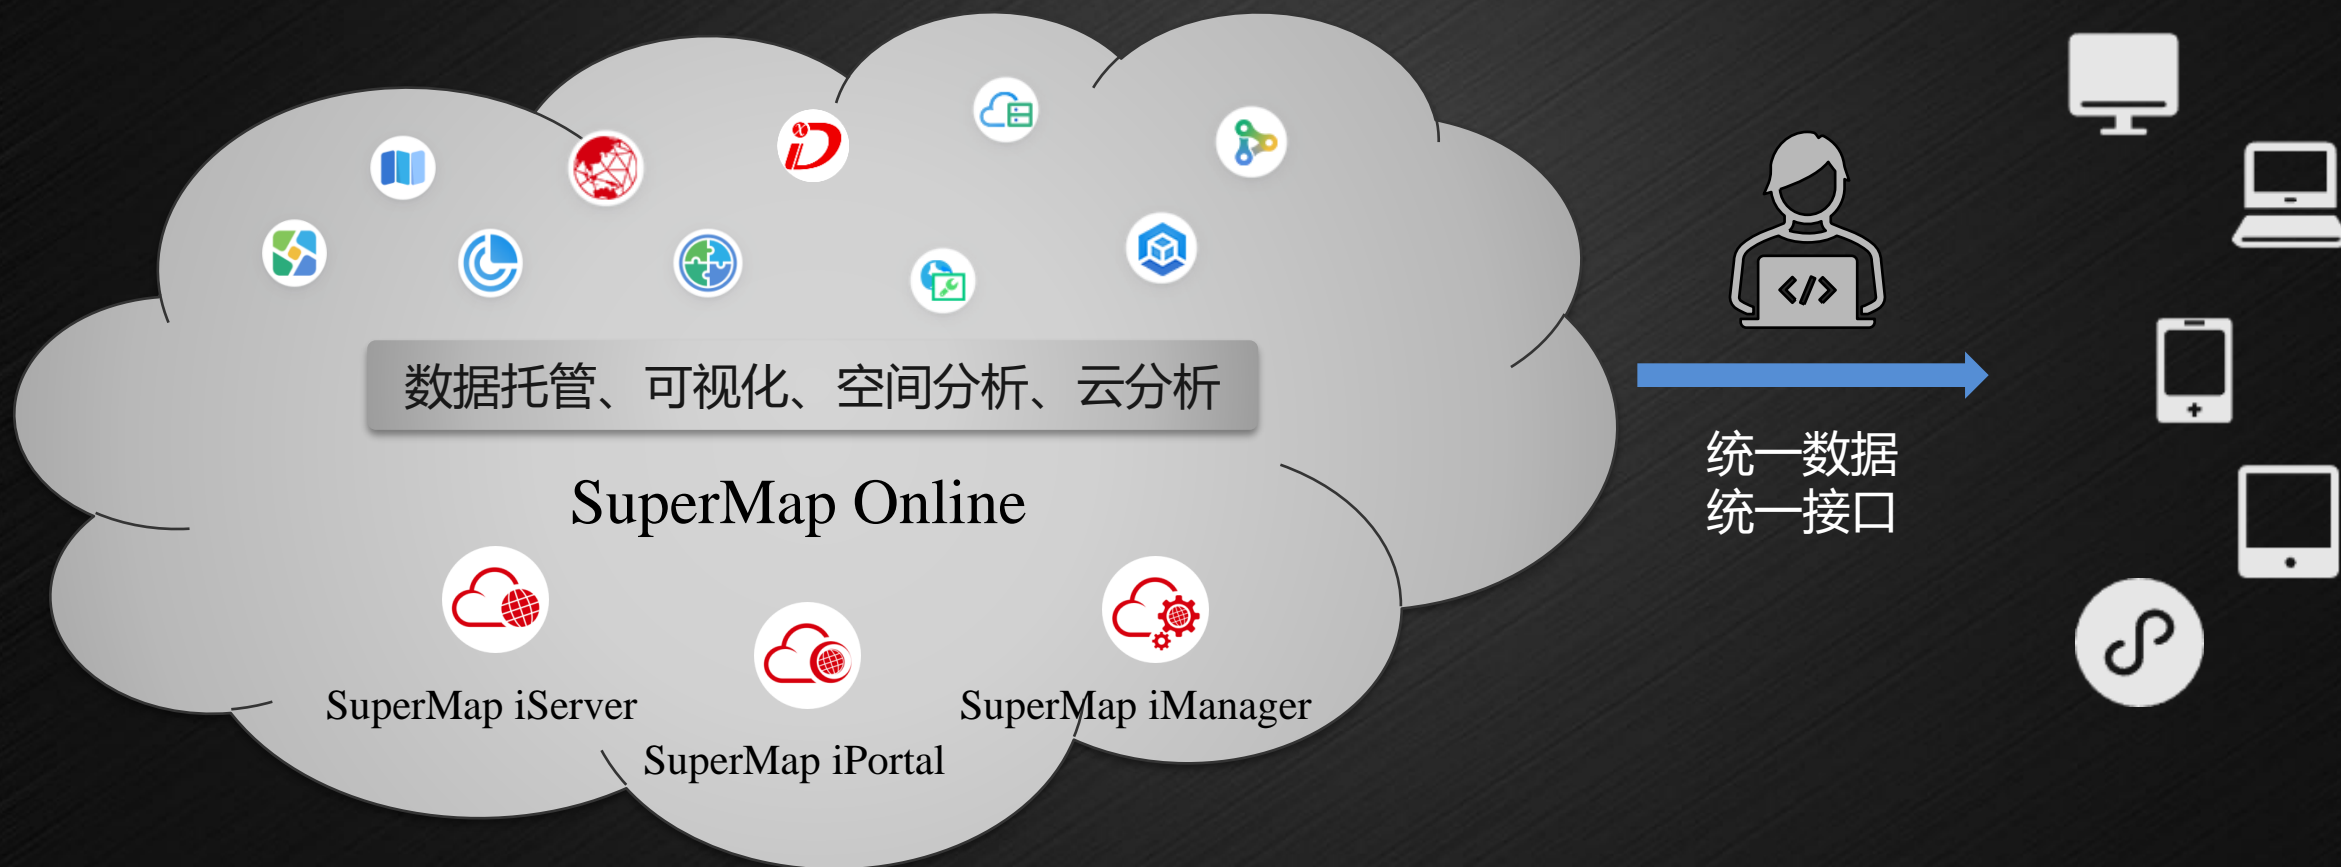 数据托管、可视化、空间分析、云分析
SuperMap Online
SuperMap iServer
SuperMap iPortal
SuperMap iManager
</>
统一数据
统一接口